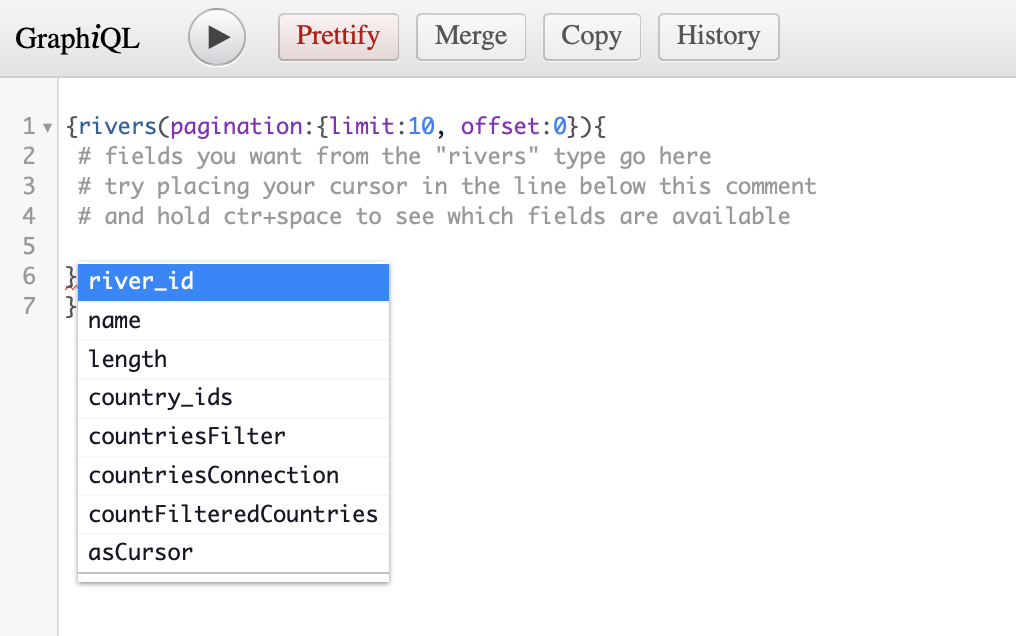 GraphiQL Prettify Merge Copy History
1 {rivers(pagination:{limit:10, offset:0}){
2 # fields you want from the "rivers" type go here
3 # try placing your cursor in the line below this comment
4 # and hold ctr+space to see which fields are available
5
6 }
7 }
river_id
name
length
country_ids
countriesFilter
countriesConnection
countFilteredCountries
asCursor